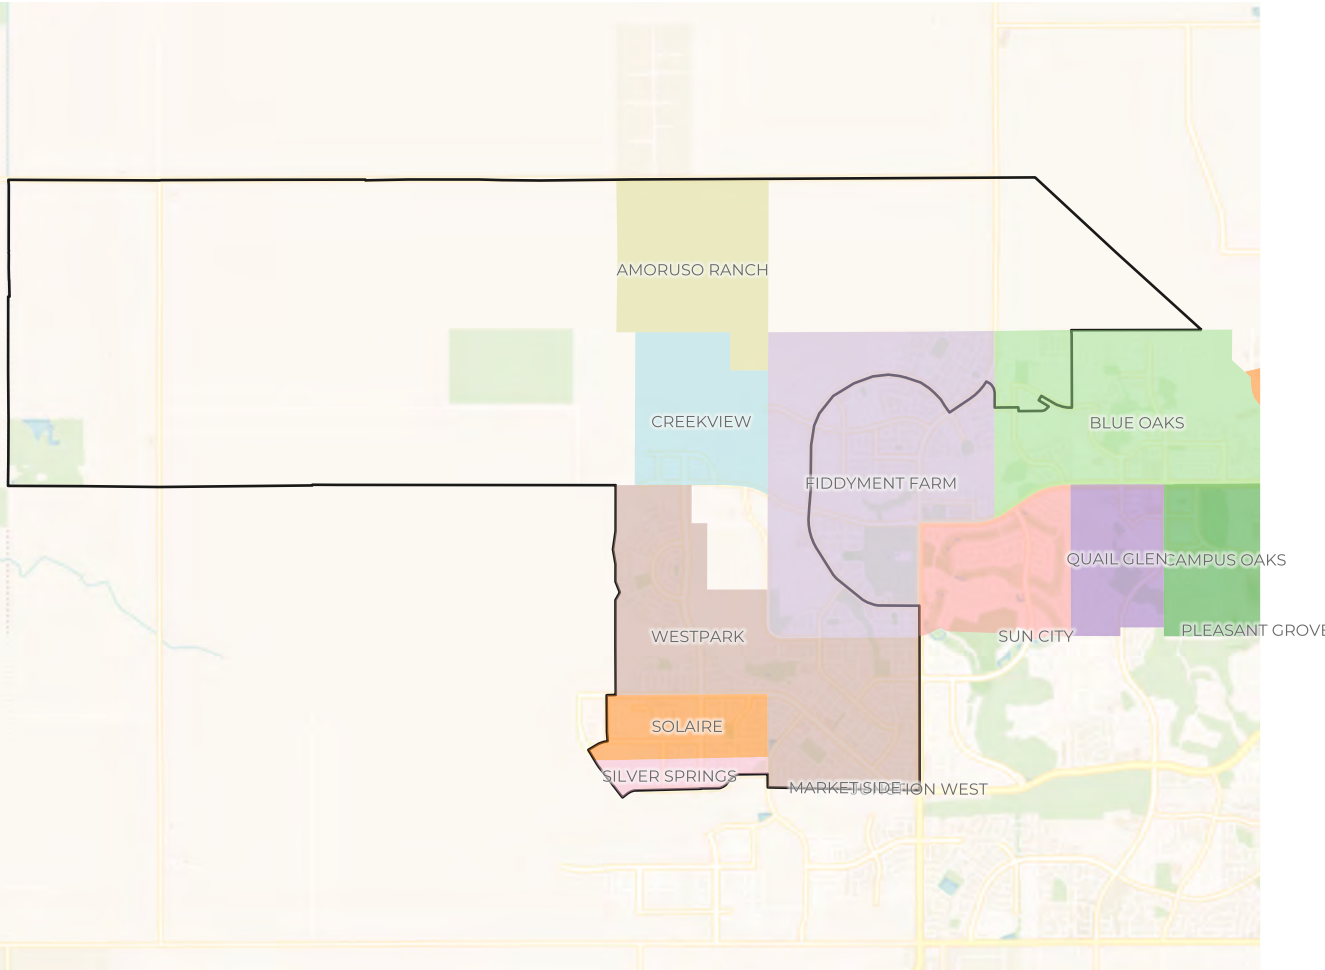 AMORUSO RANCH
CREEKVIEW
BLUE OAKS
FIDDYMENT FARM
QUAIL GLEN
CAMPUS OAKS
PLEASANT GROVE
WESTPARK
SUN CITY
SOLAIRE
SILVER SPRINGS
MARKETSIDE
WEST